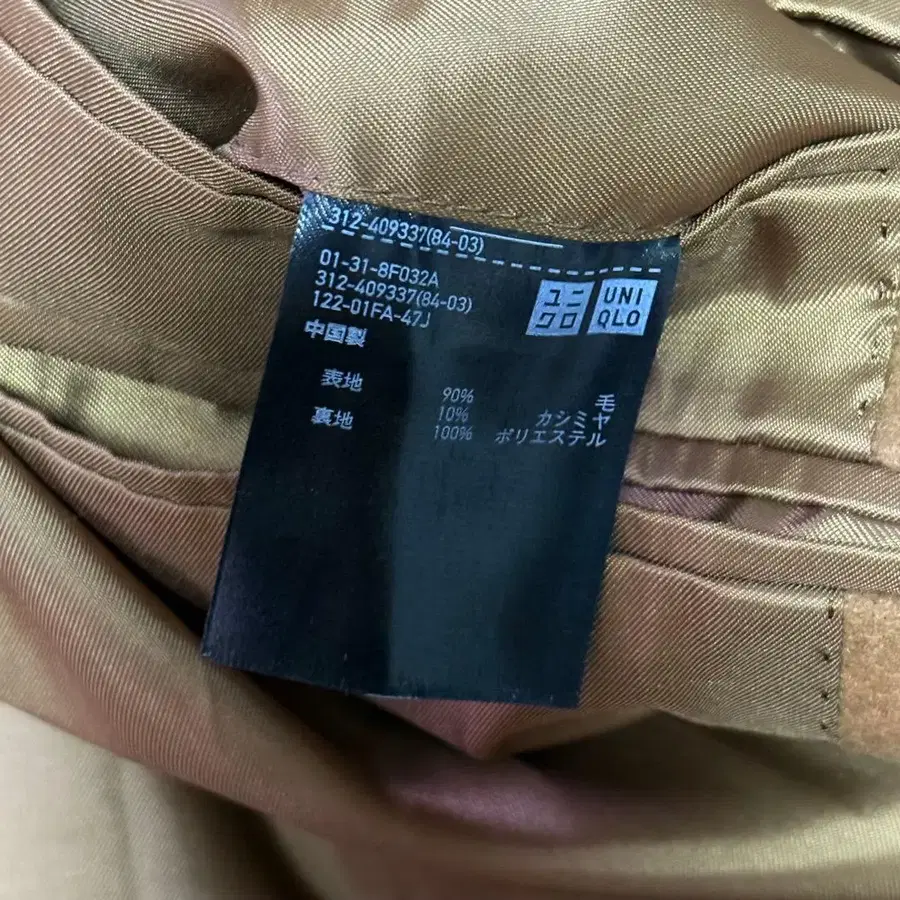 312-409337(84-03)
01-31-8F032A
312-409337(84-03)
122-01FA-47J
中国製
ユニ UNI
クロ QLO
表地 90% 毛
10% カシミヤ
裏地 100% ポリエステル